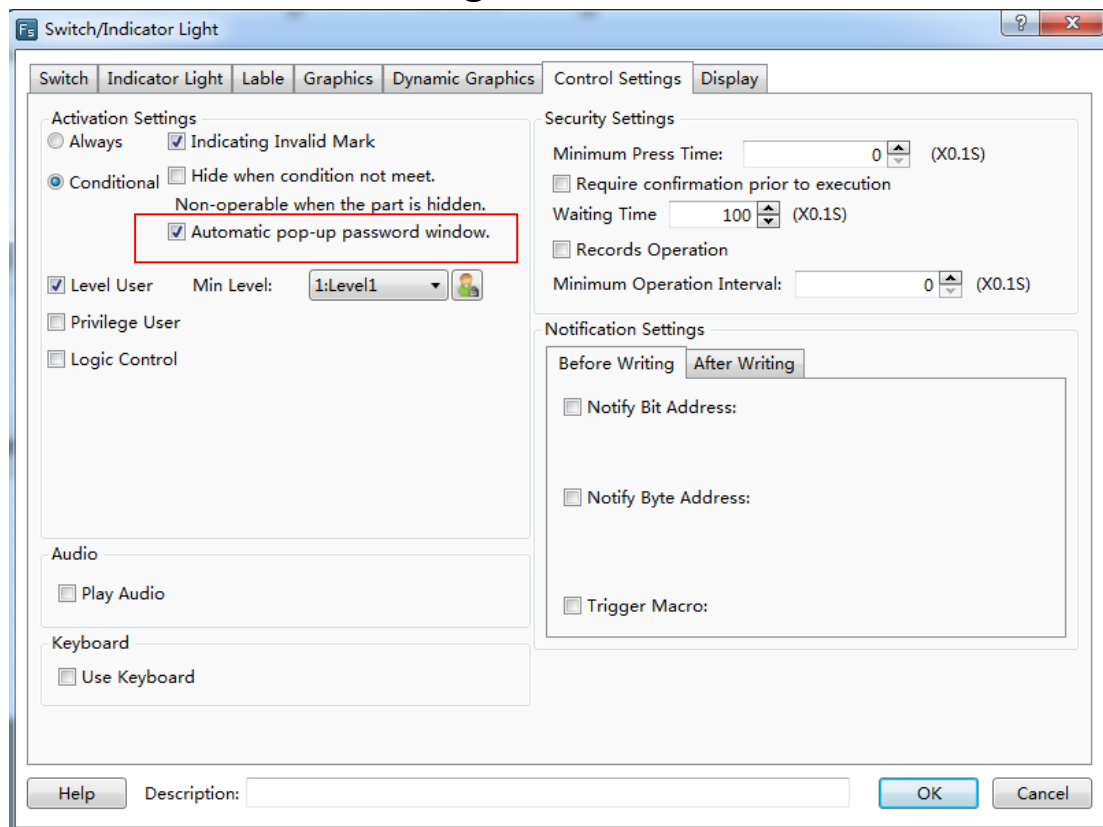 Fs Switch/Indicator Light
Switch Indicator Light Lable Graphics Dynamic Graphics Control Settings Display
Activation Settings
Always Indicating Invalid Mark
Conditional Hide when condition not meet.
Non-operable when the part is hidden.
Automatic pop-up password window.
Level User Min Level: 1:Level1
Privilege User
Logic Control
Audio
Play Audio
Keyboard
Use Keyboard
Security Settings
Minimum Press Time: 0 (X0.1S)
Require confirmation prior to execution
Waiting Time 100 (X0.1S)
Records Operation
Minimum Operation Interval: 0 (X0.1S)
Notification Settings
Before Writing After Writing
Notify Bit Address:
Notify Byte Address:
Trigger Macro:
Help Description: OK Cancel